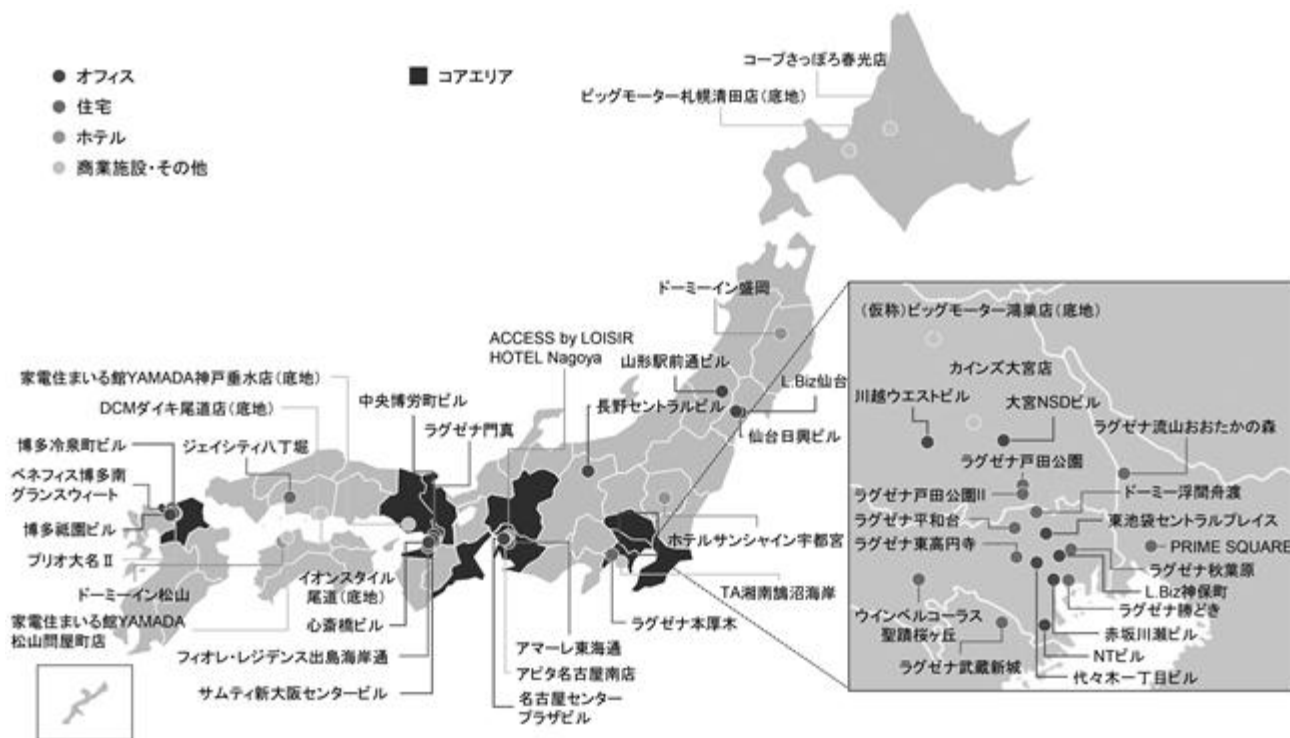 オフィス
住宅
ホテル
商業施設・その他
コアエリア
コープさっぽろ春光店
ビッグモーター札幌清田店(底地)
ドーミーイン盛岡
ACCESS by LOISIR
HOTEL Nagoya
山形駅前通ビル
L.Biz仙台
家電住まいる館YAMADA神戸垂水店(底地)
中央博労町ビル
長野セントラルビル
仙台日興ビル
DCMダイキ尾道店(底地)
ラグゼナ門真
博多冷泉町ビル
ジェイシティ八丁堀
ベネフィス博多南
グランスウィート
博多祇園ビル
プリオ大名Ⅱ
ドーミーイン松山
イオンスタイル
尾道(底地)
家電住まいる館YAMADA
松山問屋町店
心斎橋ビル
フィオレ・レジデンス出島海岸通
サムティ新大阪センタービル
ホテルサンシャイン宇都宮
TA湘南鵠沼海岸
ラグゼナ本厚木
アマーレ東海通
アピタ名古屋南店
名古屋センター
プラザビル
(仮称)ビッグモーター鴻巣店(底地)
カインズ大宮店
川越ウエストビル
大宮NSDビル
ラグゼナ流山おおたかの森
ラグゼナ戸田公園
ラグゼナ戸田公園II
ドーミー浮間舟渡
ラグゼナ平和台
東池袋セントラルプレイス
ラグゼナ東高円寺
PRIME SQUARE
ラグゼナ秋葉原
L.Biz神保町
ウインベルコーラス
聖蹟桜ヶ丘
ラグゼナ勝どき
赤坂川瀬ビル
ラグゼナ武蔵新城
NTビル
代々木一丁目ビル